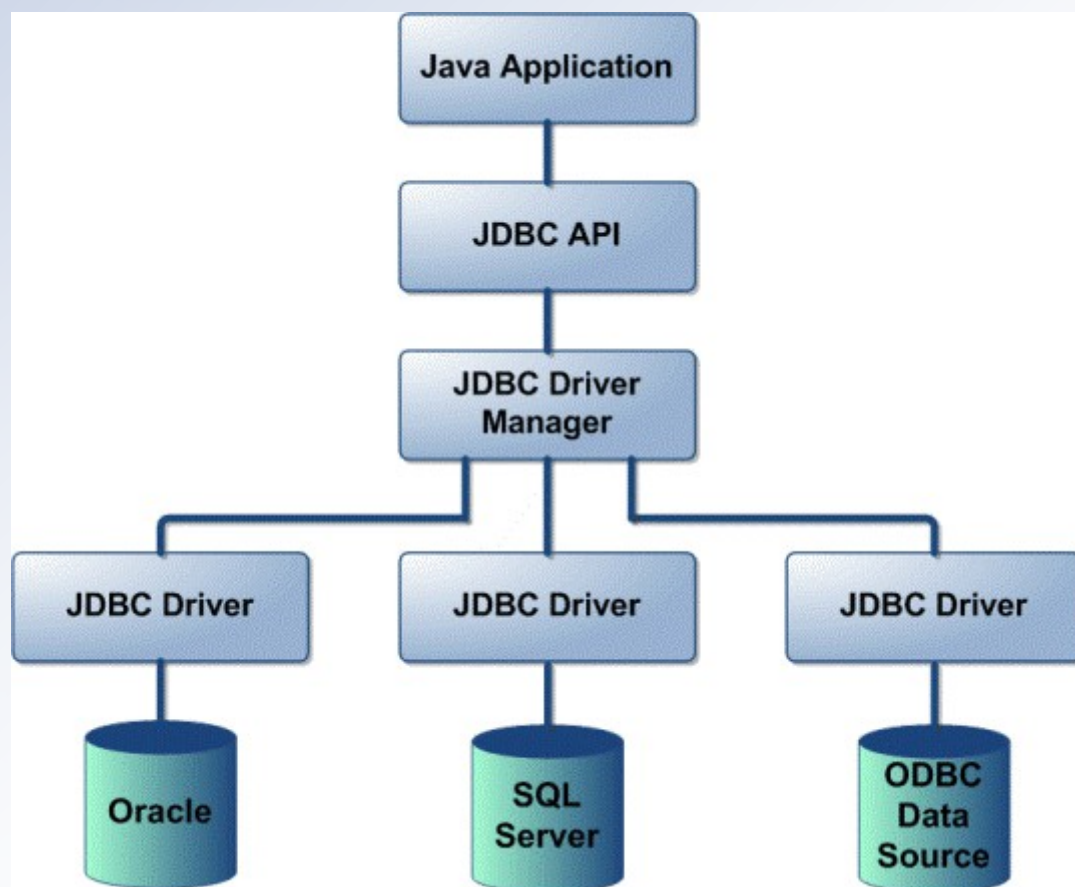 Java Application
JDBC API
JDBC Driver
Manager
JDBC Driver
JDBC Driver
JDBC Driver
Oracle
SQL
Server
ODBC
Data
Source